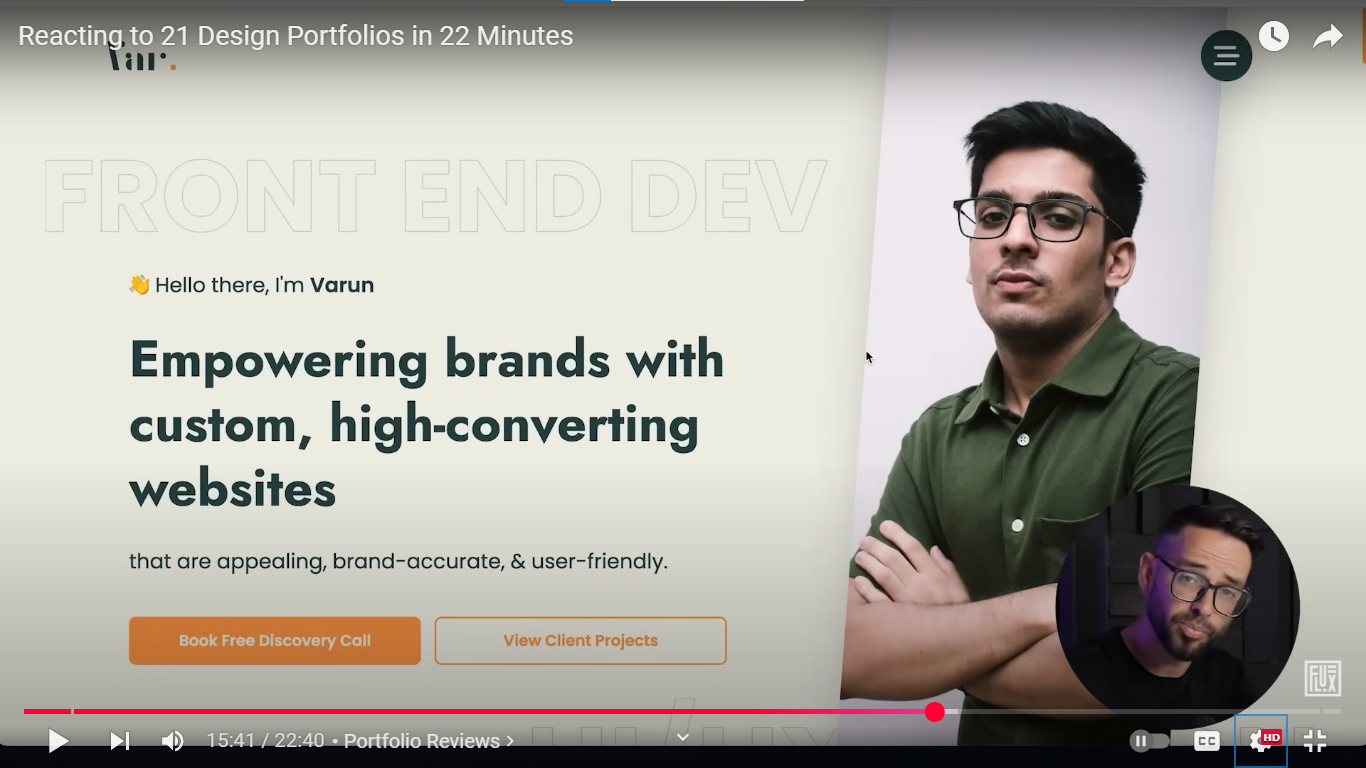 Reacting to 21 Design Portfolios in 22 Minutes
Var.
FRONT END DEV
👋 Hello there, I'm Varun
Empowering brands with
custom, high-converting
websites
that are appealing, brand-accurate, & user-friendly.
Book Free Discovery Call
View Client Projects
FLUX
15:41 / 22:40 • Portfolio Reviews >
CC
HD